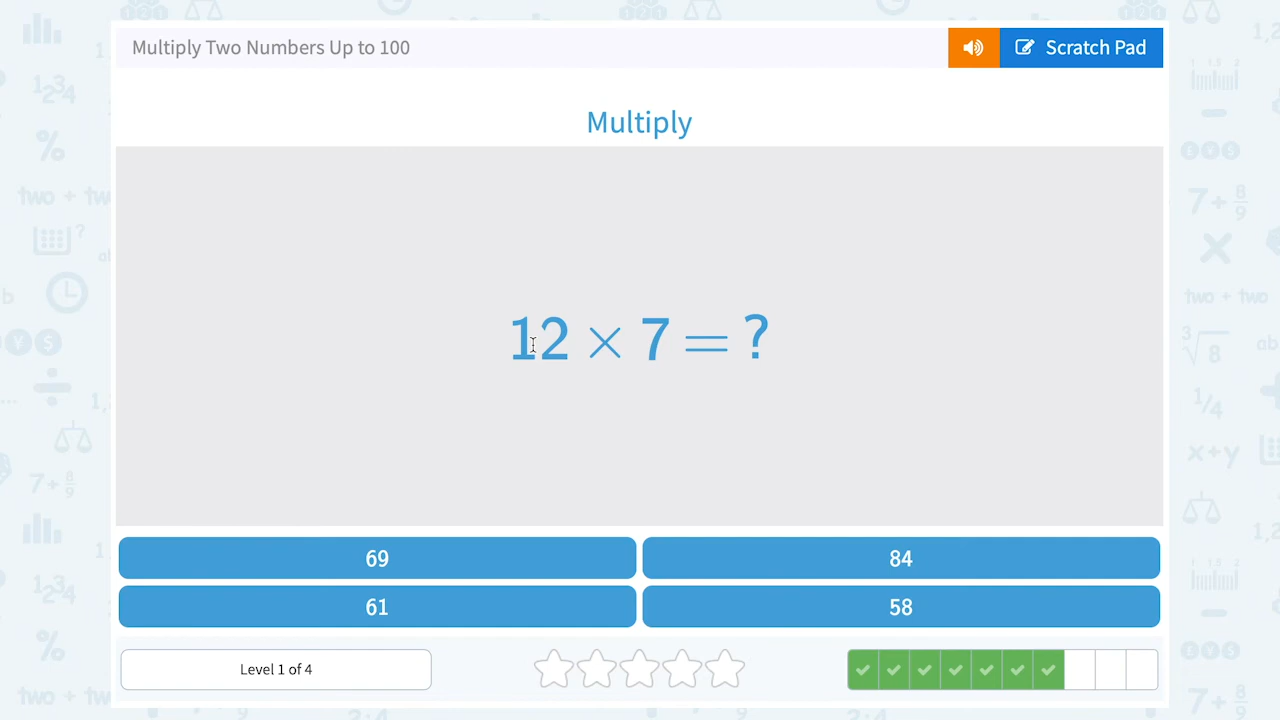 Multiply Two Numbers Up to 100
Scratch Pad
Multiply
12 × 7 = ?
69
84
61
58
Level 1 of 4